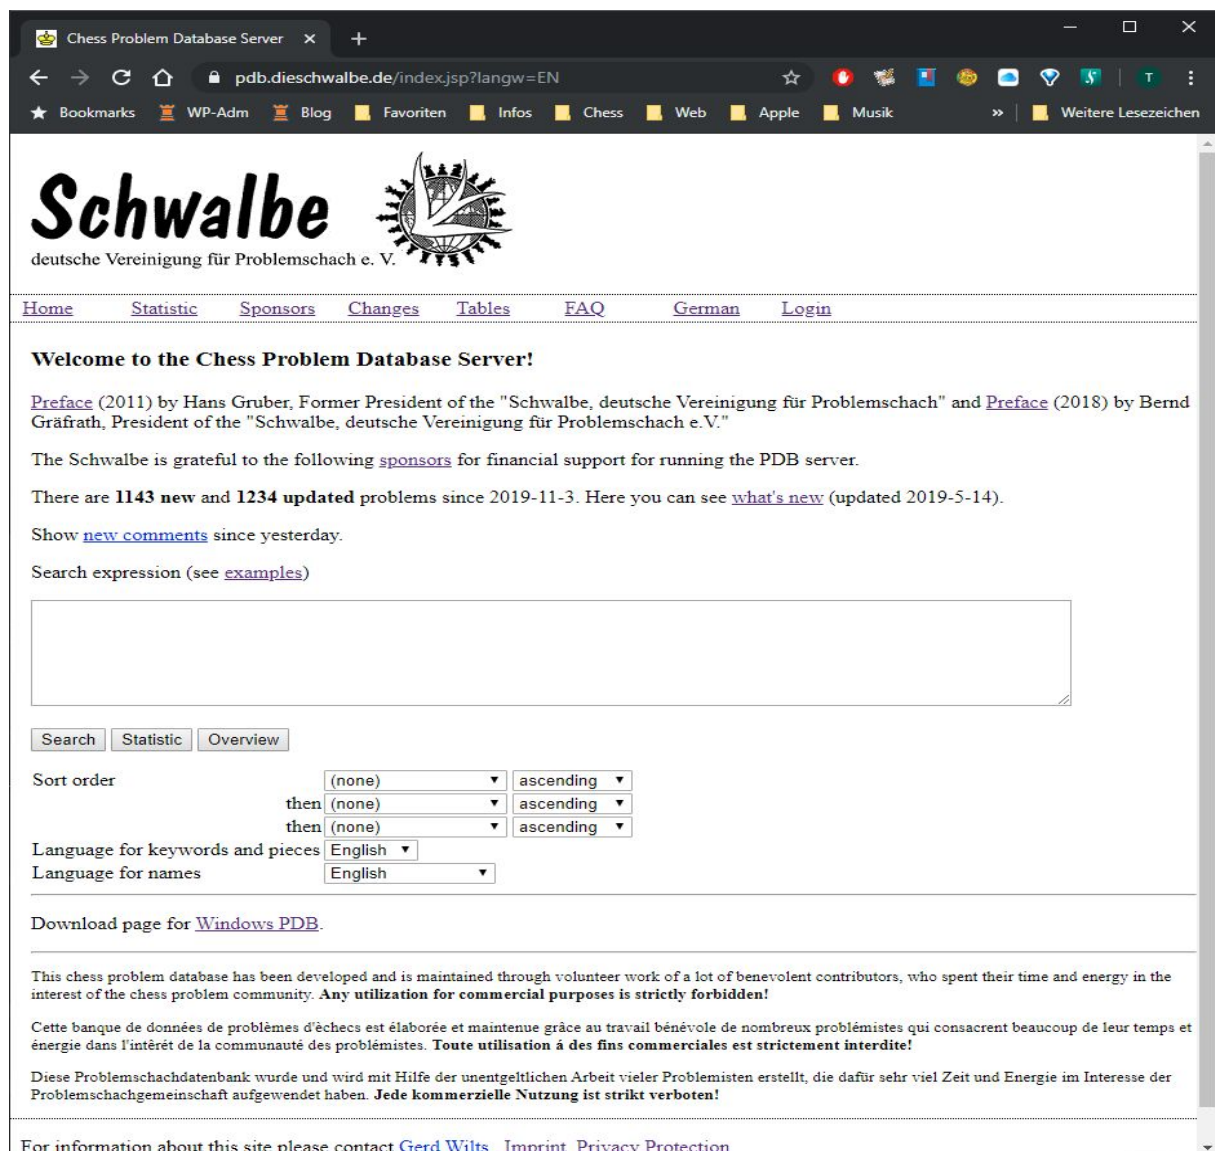 Chess Problem Database Server
pdb.dieschwalbe.de/index.jsp?langw=EN
T
Bookmarks WP-Adm Blog Favoriten Infos Chess Web Apple Musik » Weitere Lesezeichen
Schwalbe
deutsche Vereinigung für Problemschach e. V.
Home Statistic Sponsors Changes Tables FAQ German Login
Welcome to the Chess Problem Database Server!
Preface (2011) by Hans Gruber, Former President of the "Schwalbe, deutsche Vereinigung für Problemschach" and Preface (2018) by Bernd
Gräfrath, President of the "Schwalbe, deutsche Vereinigung für Problemschach e.V."
The Schwalbe is grateful to the following sponsors for financial support for running the PDB server.
There are 1143 new and 1234 updated problems since 2019-11-3. Here you can see what's new (updated 2019-5-14).
Show new comments since yesterday.
Search expression (see examples)
Search Statistic Overview
Sort order (none) ascending
then (none) ascending
then (none) ascending
Language for keywords and pieces English
Language for names English
Download page for Windows PDB.
This chess problem database has been developed and is maintained through volunteer work of a lot of benevolent contributors, who spent their time and energy in the
interest of the chess problem community. Any utilization for commercial purposes is strictly forbidden!
Cette banque de données de problèmes d'èchecs est élaborée et maintenue grâce au travail bénévole de nombreux problémistes qui consacrent beaucoup de leur temps et
énergie dans l'intêrét de la communauté des problémistes. Toute utilisation á des fins commerciales est strictement interdite!
Diese Problemschachdatenbank wurde und wird mit Hilfe der unentgeltlichen Arbeit vieler Problemisten erstellt, die dafür sehr viel Zeit und Energie im Interesse der
Problemschachgemeinschaft aufgewendet haben. Jede kommerzielle Nutzung ist strikt verboten!
For information about this site please contact Gerd Wilts Imprint Privacy Protection